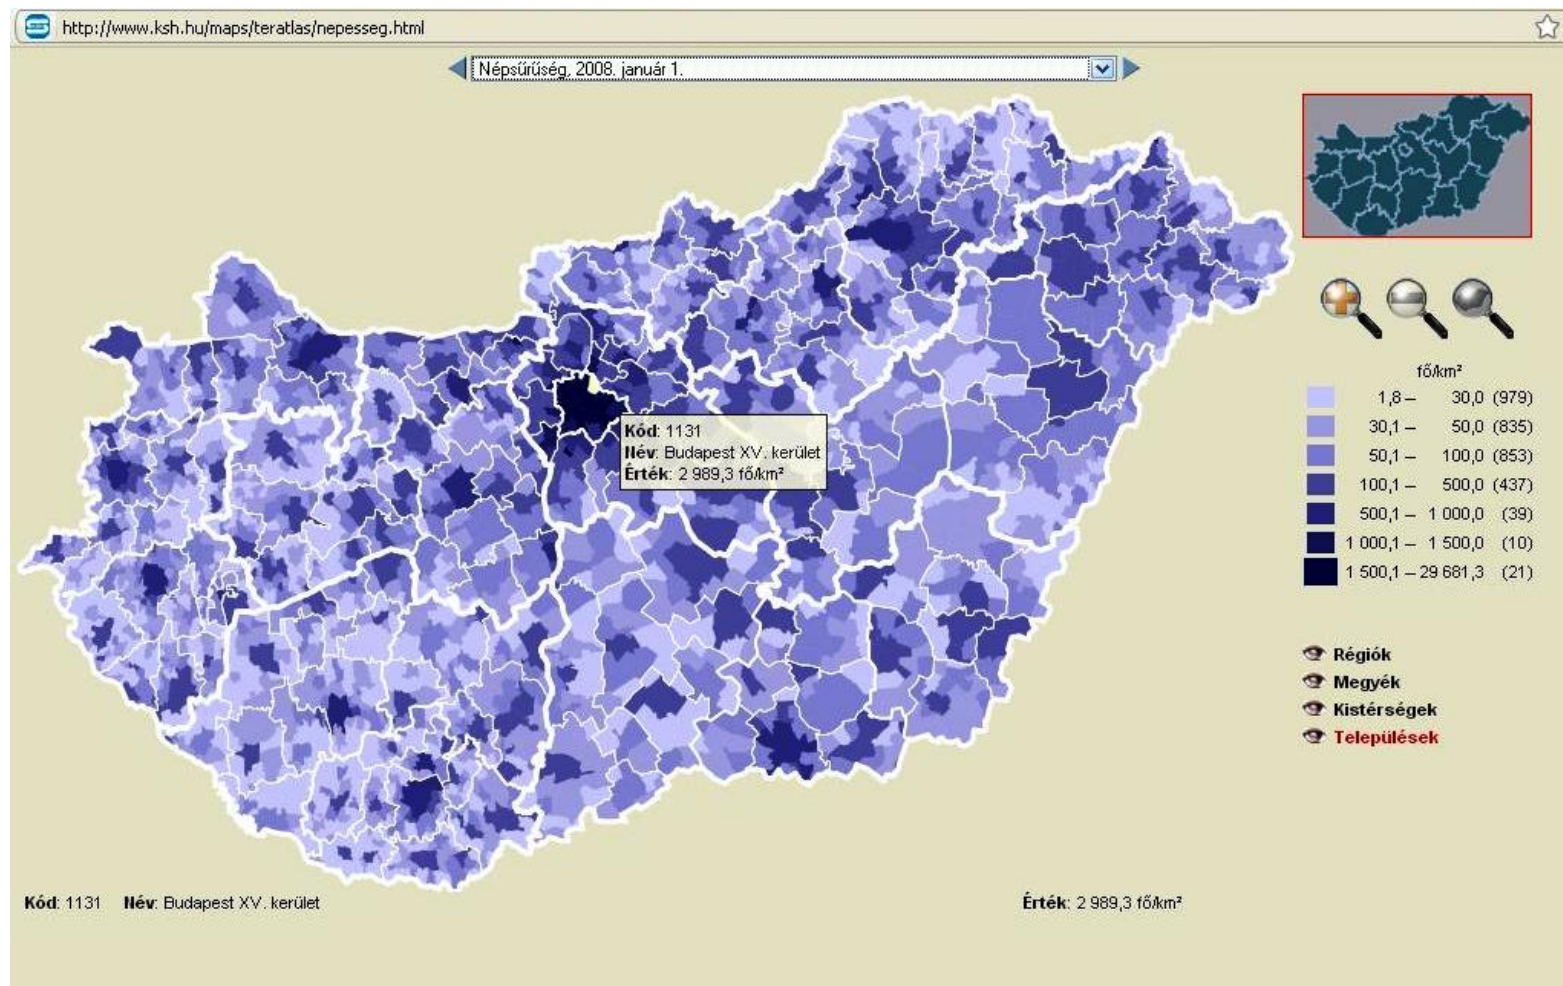 http://www.ksh.hu/maps/teratlas/nepesseg.html
Népsűrűség, 2008. január 1.
Kód: 1131
Név: Budapest XV. kerület
Érték: 2 989,3 fő/km²
fő/km²
1,8 – 30,0 (979)
30,1 – 50,0 (835)
50,1 – 100,0 (853)
100,1 – 500,0 (437)
500,1 – 1 000,0 (39)
1 000,1 – 1 500,0 (10)
1 500,1 – 29 681,3 (21)
Régiók
Megyék
Kistérségek
Települések
Kód: 1131 Név: Budapest XV. kerület Érték: 2 989,3 fő/km²